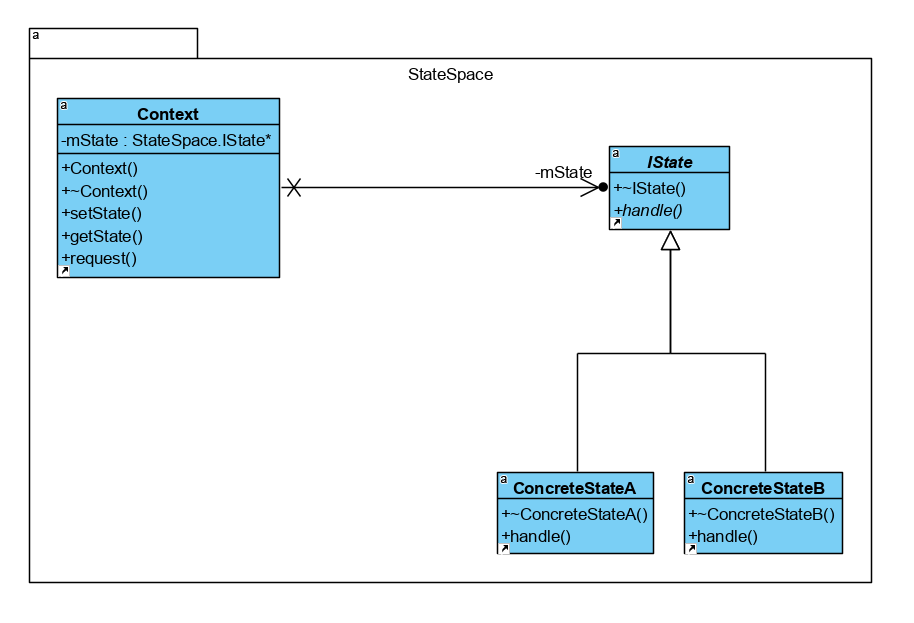 a
StateSpace
a
Context
-mState : StateSpace.IState*
+Context()
+~Context()
+setState()
+getState()
+request()
-mState
a
IState
+~IState()
+handle()
a
ConcreteStateA
+~ConcreteStateA()
+handle()
a
ConcreteStateB
+~ConcreteStateB()
+handle()